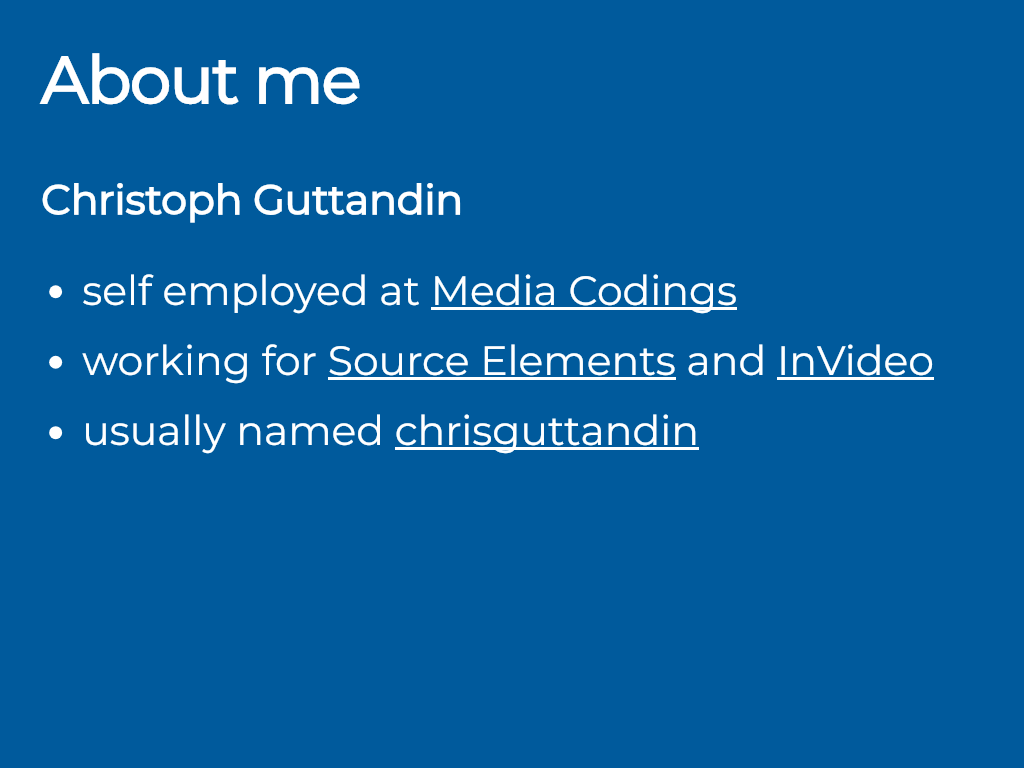 About me
Christoph Guttandin
• self employed at Media Codings
• working for Source Elements and InVideo
• usually named chrisguttandin